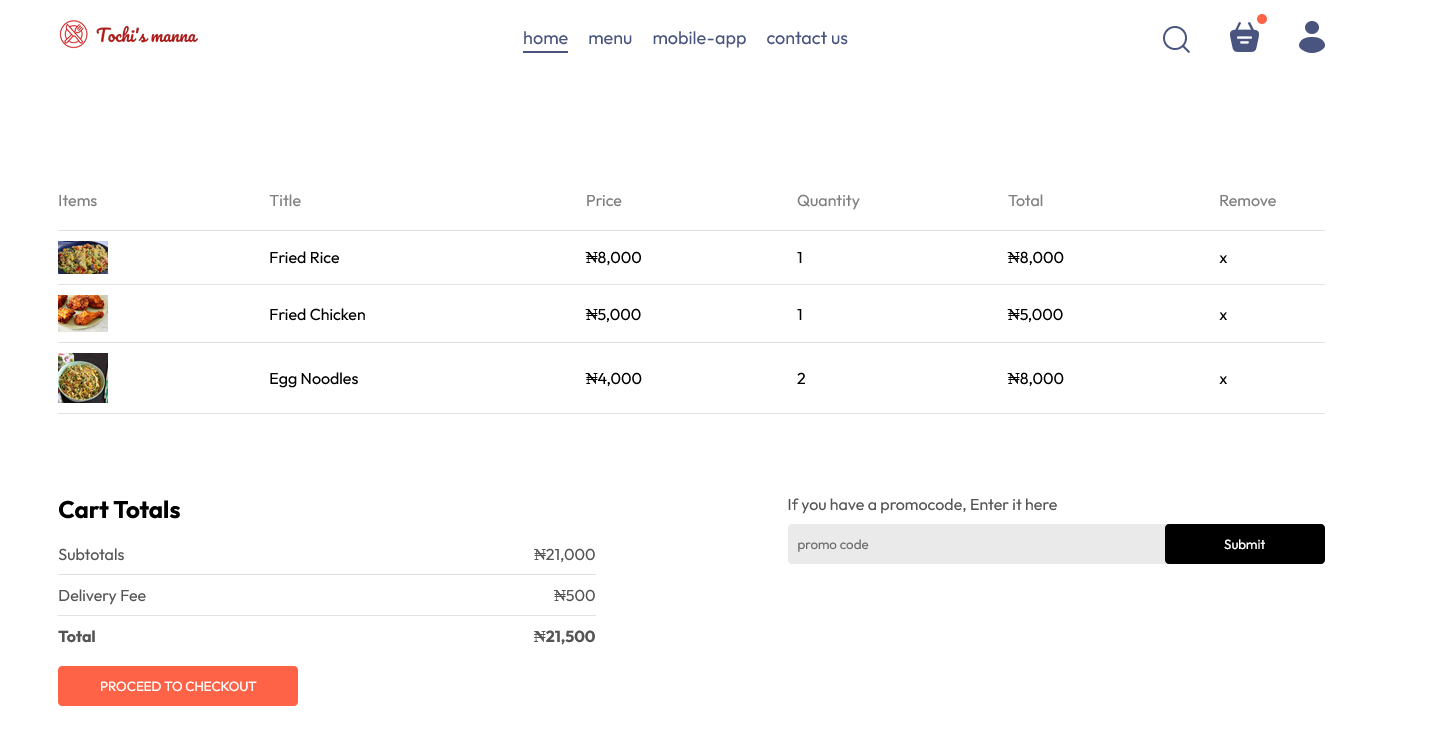 Tochi's manna
home menu mobile-app contact us
Items Title Price Quantity Total Remove
Fried Rice ₦8,000 1 ₦8,000 x
Fried Chicken ₦5,000 1 ₦5,000 x
Egg Noodles ₦4,000 2 ₦8,000 x
Cart Totals
Subtotals ₦21,000
Delivery Fee ₦500
Total ₦21,500
PROCEED TO CHECKOUT
If you have a promocode, Enter it here
promo code Submit